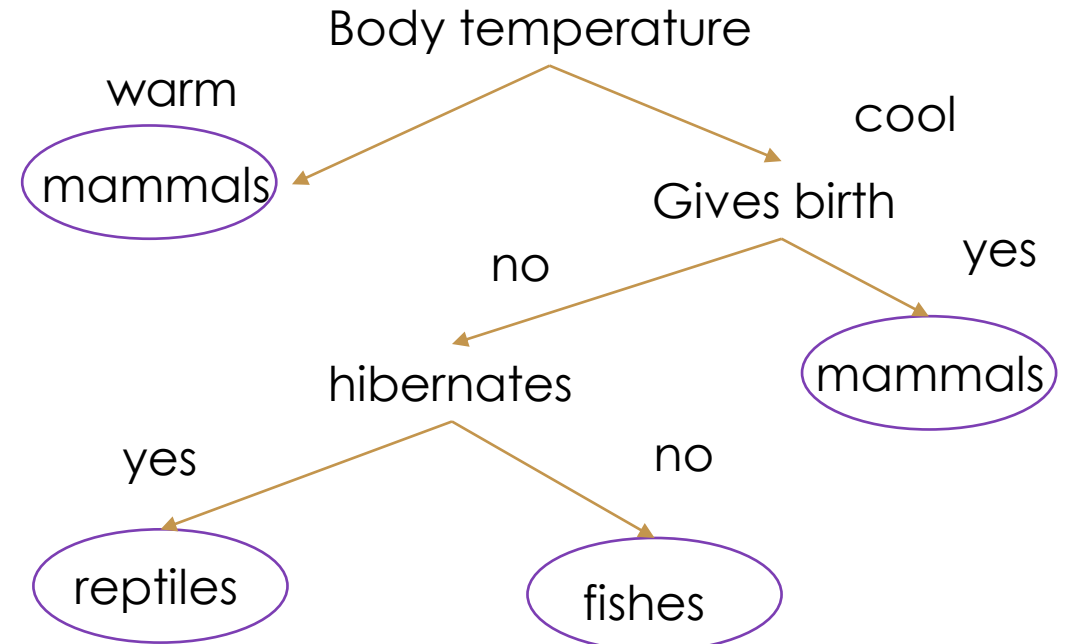 Body temperature
warm
cool
mammals
Gives birth
no
yes
hibernates
mammals
yes
no
reptiles
fishes